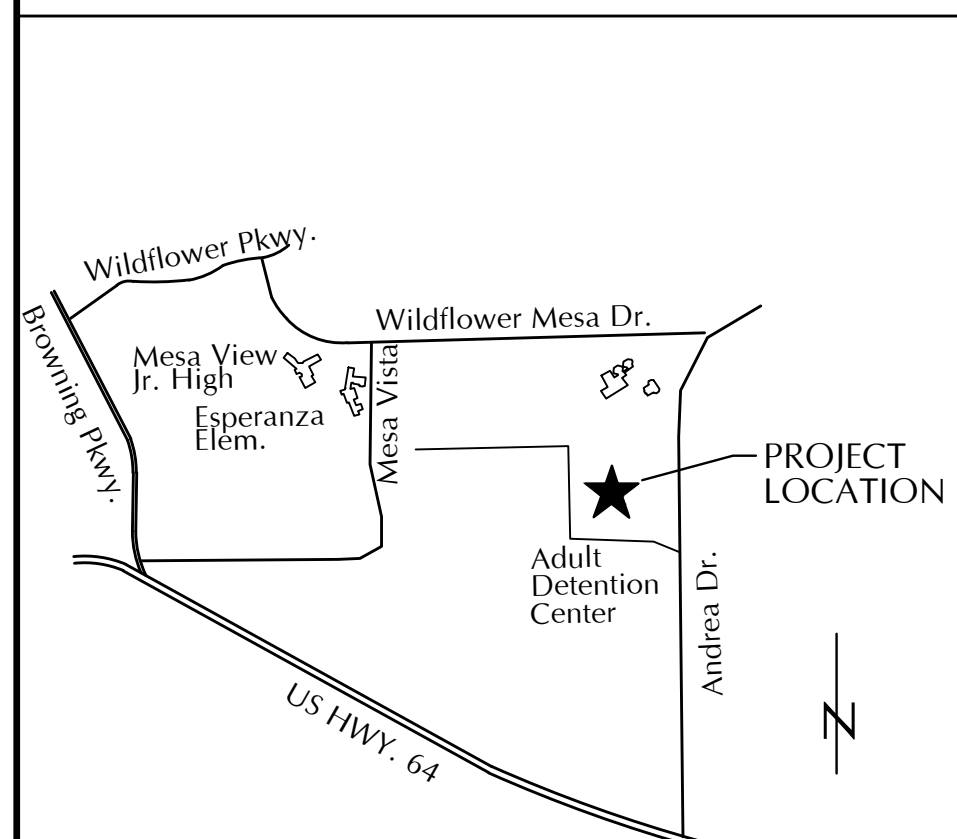 Wildflower Pkwy.
Browning Pkwy.
Wildflower Mesa Dr.
Mesa View
Jr. High
Esperanza
Elem.
Mesa Vista
PROJECT
LOCATION
Adult
Detention
Center
Andrea Dr.
US HWY. 64
N